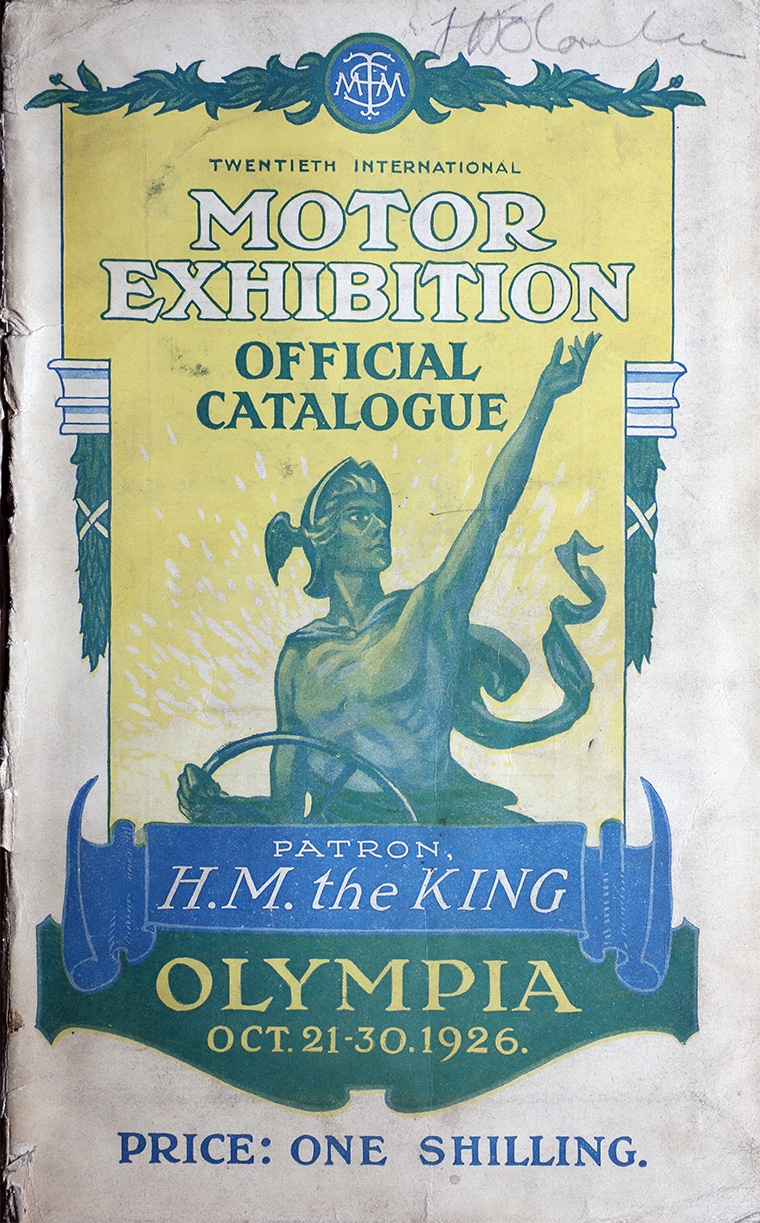 TWENTIETH INTERNATIONAL
MOTOR
EXHIBITION
OFFICIAL
CATALOGUE
PATRON,
H.M. the KING
OLYMPIA
OCT. 21-30. 1926.
PRICE: ONE SHILLING.